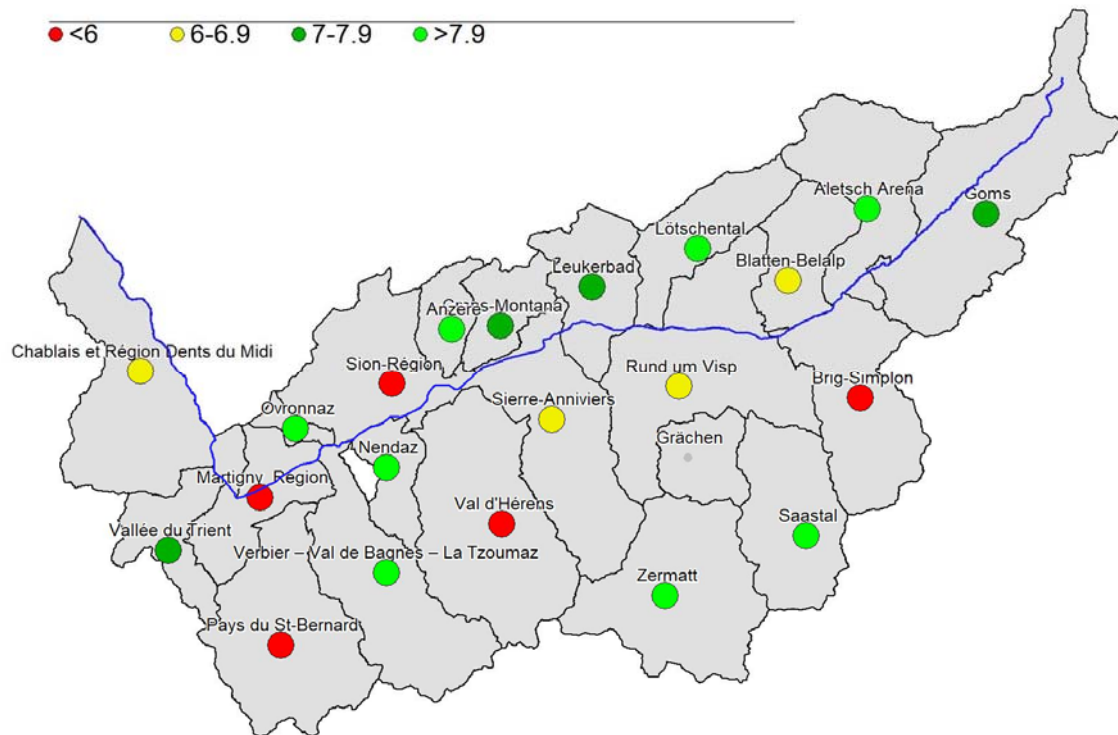 <6 6-6.9 7-7.9 >7.9
Aletsch Arena
Goms
Lötschental
Blatten-Belalp
Leukerbad
Crans-Montana
Anzère
Chablais et Région Dents du Midi
Sion-Région
Rund um Visp
Brig-Simplon
Sierre-Anniviers
Ovronnaz
Nendaz
Grächen
Martigny Région
Val d'Hérens
Saastal
Vallée du Trient
Verbier – Val de Bagnes – La Tzoumaz
Zermatt
Pays du St-Bernard